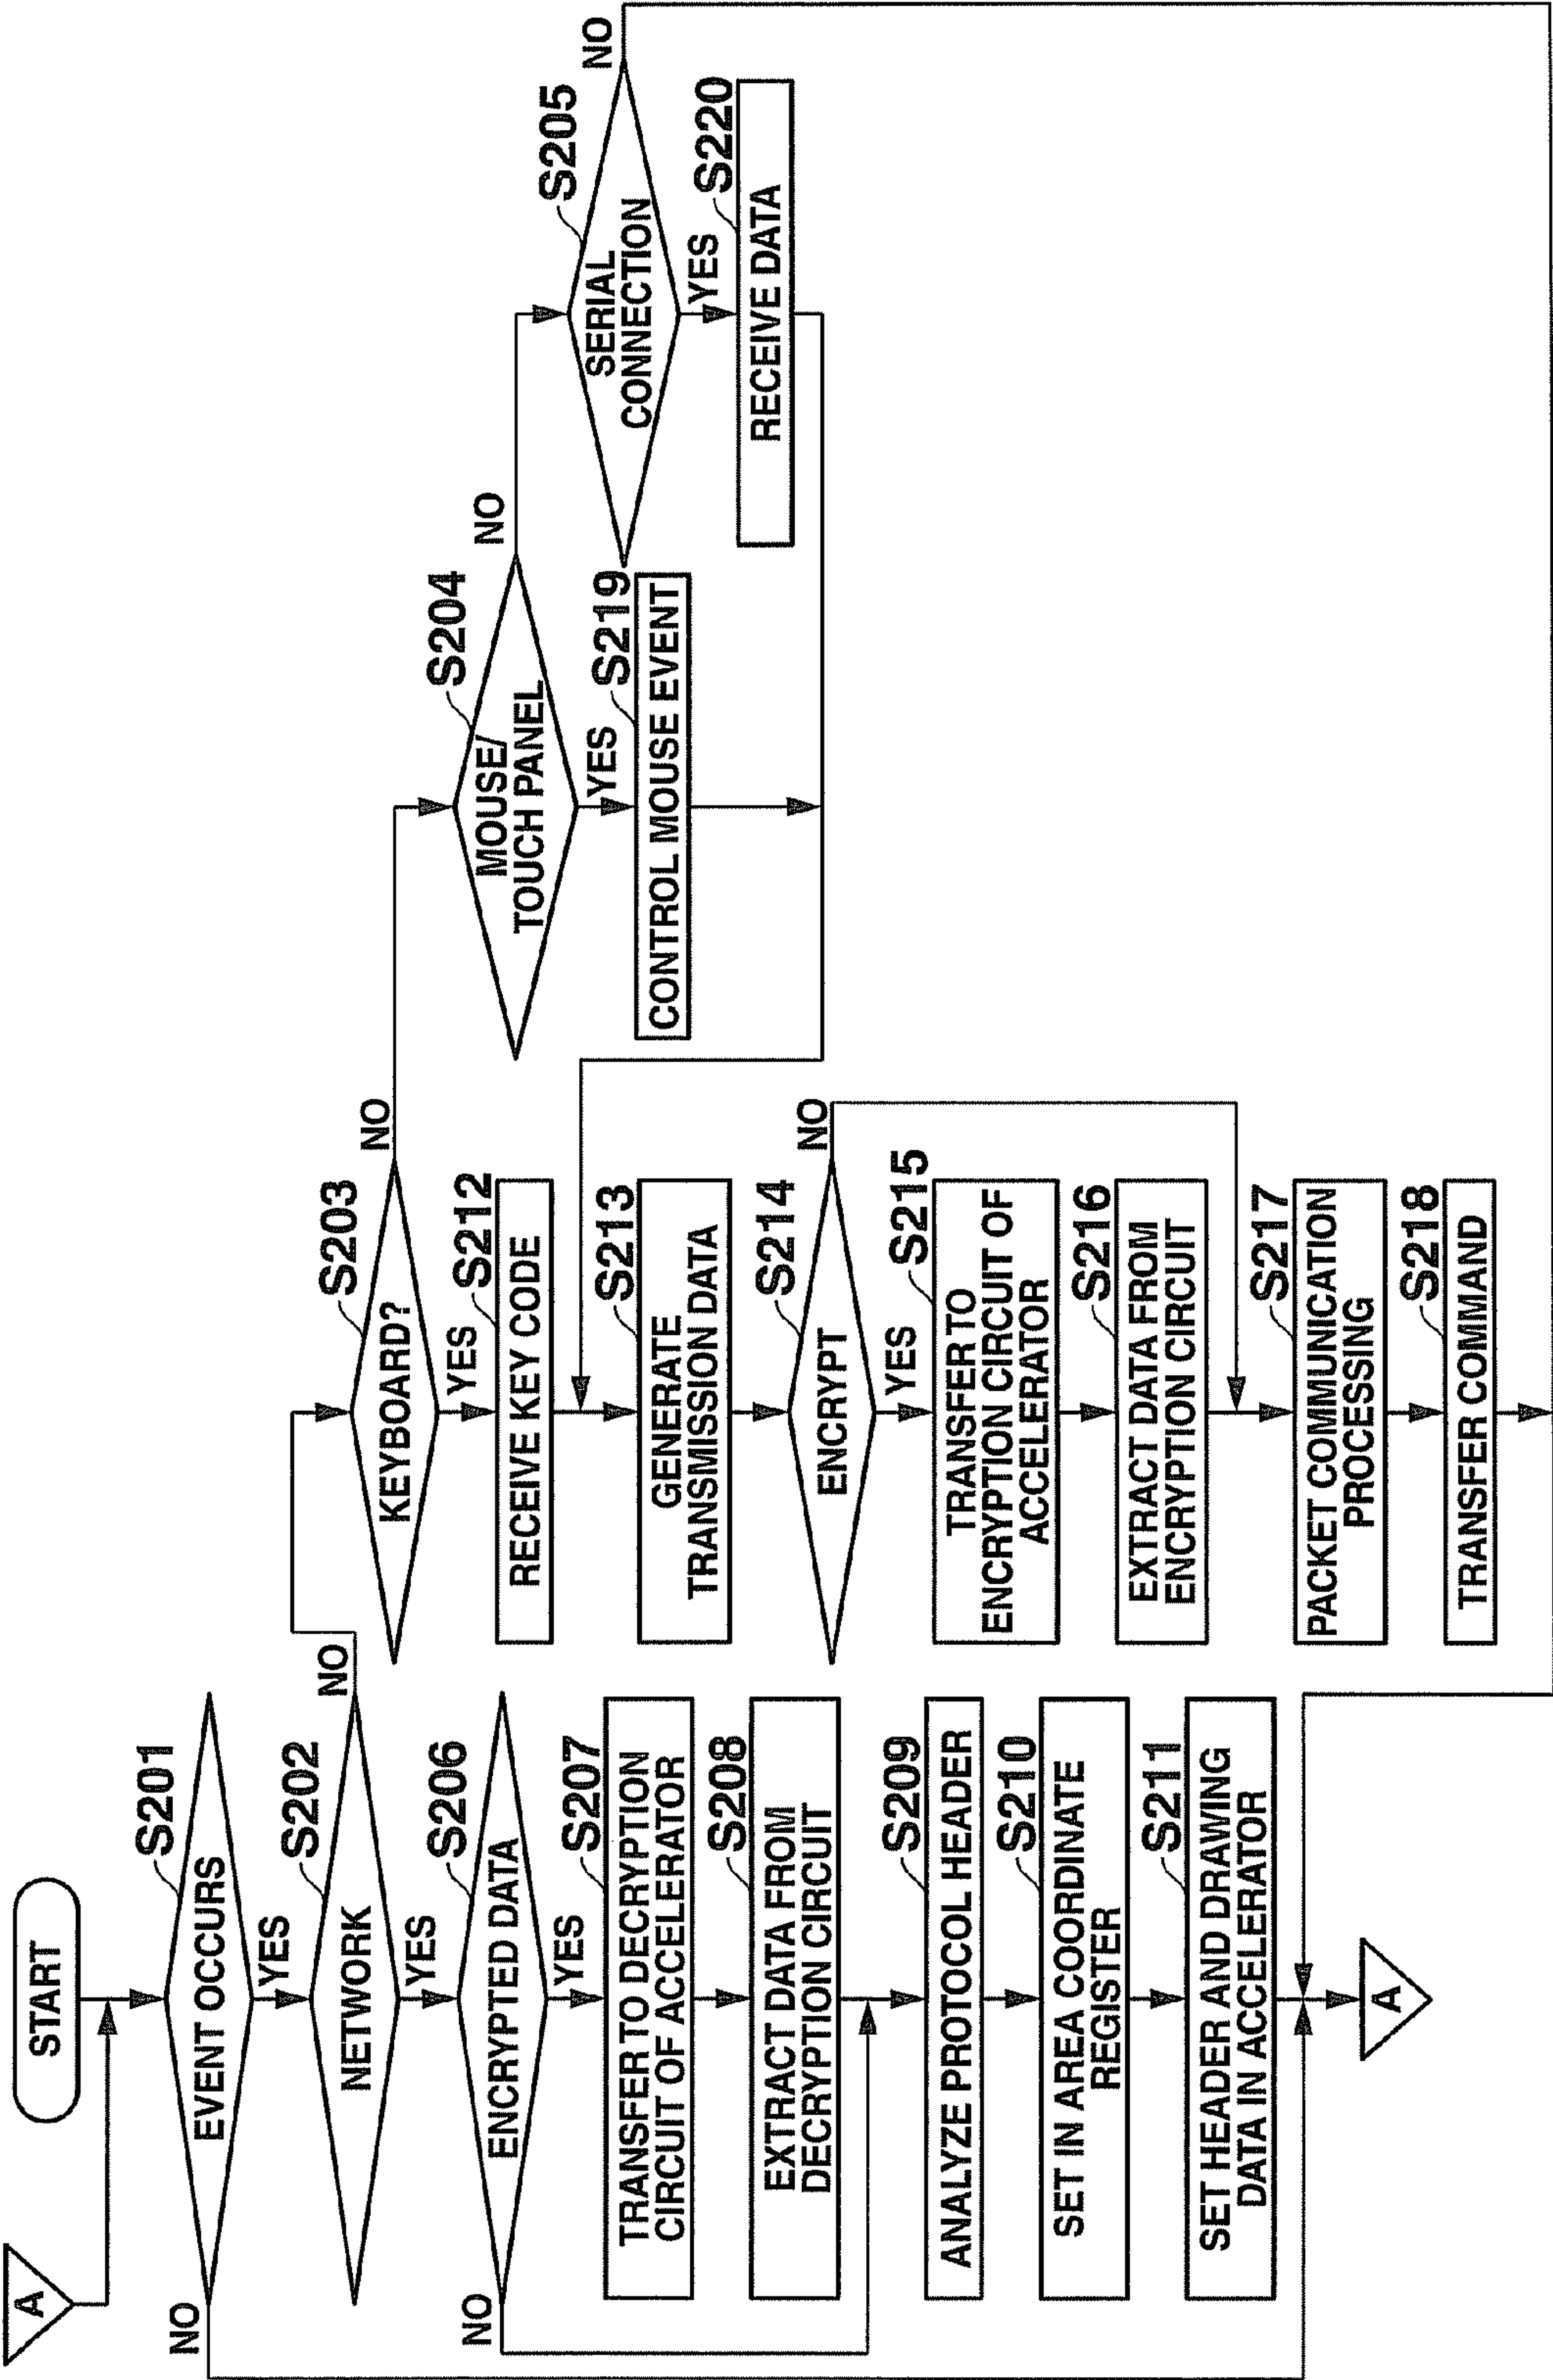 A
START
S201
EVENT OCCURS
NO
YES
S202
NETWORK
NO
YES
S206
ENCRYPTED DATA
NO
YES
S207
TRANSFER TO DECRYPTION
CIRCUIT OF ACCELERATOR
S208
EXTRACT DATA FROM
DECRYPTION CIRCUIT
S209
ANALYZE PROTOCOL HEADER
S210
SET IN AREA COORDINATE
REGISTER
S211
SET HEADER AND DRAWING
DATA IN ACCELERATOR
A
S203
KEYBOARD?
NO
YES
S212
RECEIVE KEY CODE
S213
GENERATE
TRANSMISSION DATA
S214
ENCRYPT
NO
YES
S215
TRANSFER TO
ENCRYPTION CIRCUIT OF
ACCELERATOR
S216
EXTRACT DATA FROM
ENCRYPTION CIRCUIT
S217
PACKET COMMUNICATION
PROCESSING
S218
TRANSFER COMMAND
S204
MOUSE/
TOUCH PANEL
NO
YES
S219
CONTROL MOUSE EVENT
S205
SERIAL
CONNECTION
NO
YES
S220
RECEIVE DATA